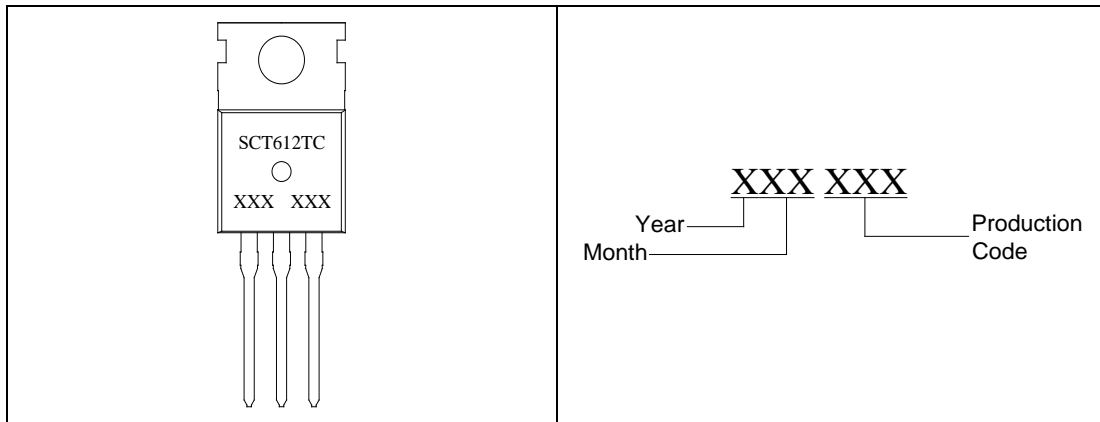 SCT612TC
XXX XXX
XXX XXX
Year
Month
Production
Code